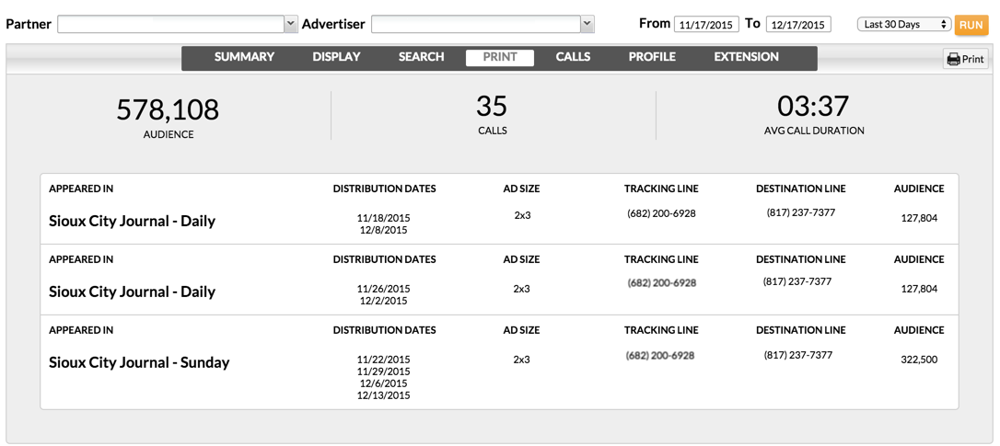 Partner Advertiser From 11/17/2015 To 12/17/2015 Last 30 Days RUN
SUMMARY DISPLAY SEARCH PRINT CALLS PROFILE EXTENSION Print
578,108 35 03:37
AUDIENCE CALLS AVG CALL DURATION
APPEARED IN DISTRIBUTION DATES AD SIZE TRACKING LINE DESTINATION LINE AUDIENCE
Sioux City Journal - Daily 11/18/2015 2x3 (682) 200-6928 (817) 237-7377 127,804
12/8/2015
APPEARED IN DISTRIBUTION DATES AD SIZE TRACKING LINE DESTINATION LINE AUDIENCE
Sioux City Journal - Daily 11/26/2015 2x3 (682) 200-6928 (817) 237-7377 127,804
12/2/2015
APPEARED IN DISTRIBUTION DATES AD SIZE TRACKING LINE DESTINATION LINE AUDIENCE
Sioux City Journal - Sunday 11/22/2015 2x3 (682) 200-6928 (817) 237-7377 322,500
11/29/2015
12/6/2015
12/13/2015